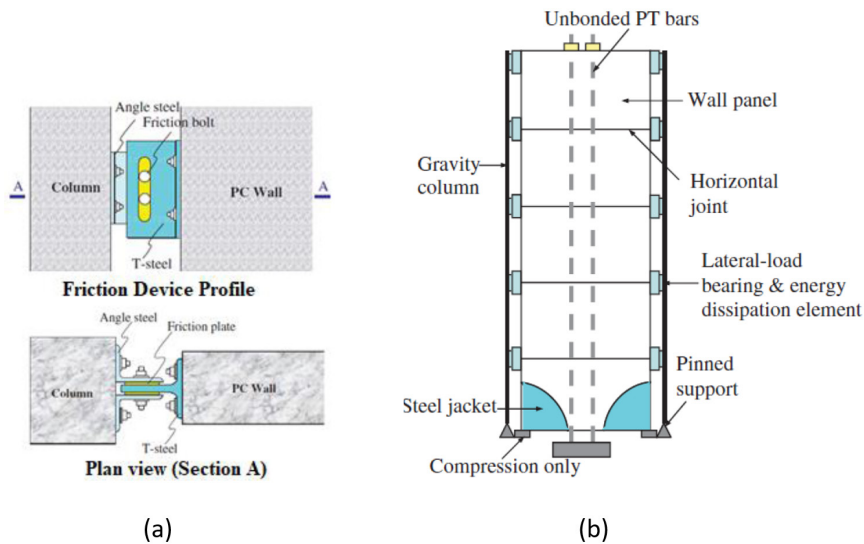 Angle steel
Friction bolt
A
Column
PC Wall
A
T-steel
Friction Device Profile
Angle steel
Friction plate
Column
PC Wall
T-steel
Plan view (Section A)
(a)
Unbonded PT bars
Wall panel
Gravity
column
Horizontal
joint
Lateral-load
bearing & energy
dissipation element
Pinned
support
Steel jacket
Compression only
(b)